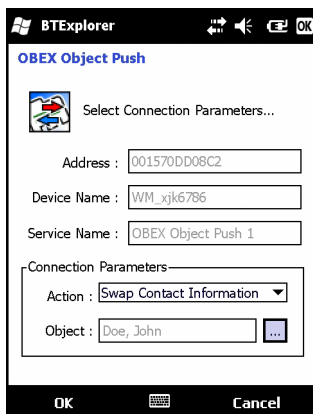 BTExplorer OK
OBEX Object Push
Select Connection Parameters...
Address : 001570DD08C2
Device Name : WM_xjk6786
Service Name : OBEX Object Push 1
Connection Parameters
Action : Swap Contact Information
Object : Doe, John ...
OK Cancel